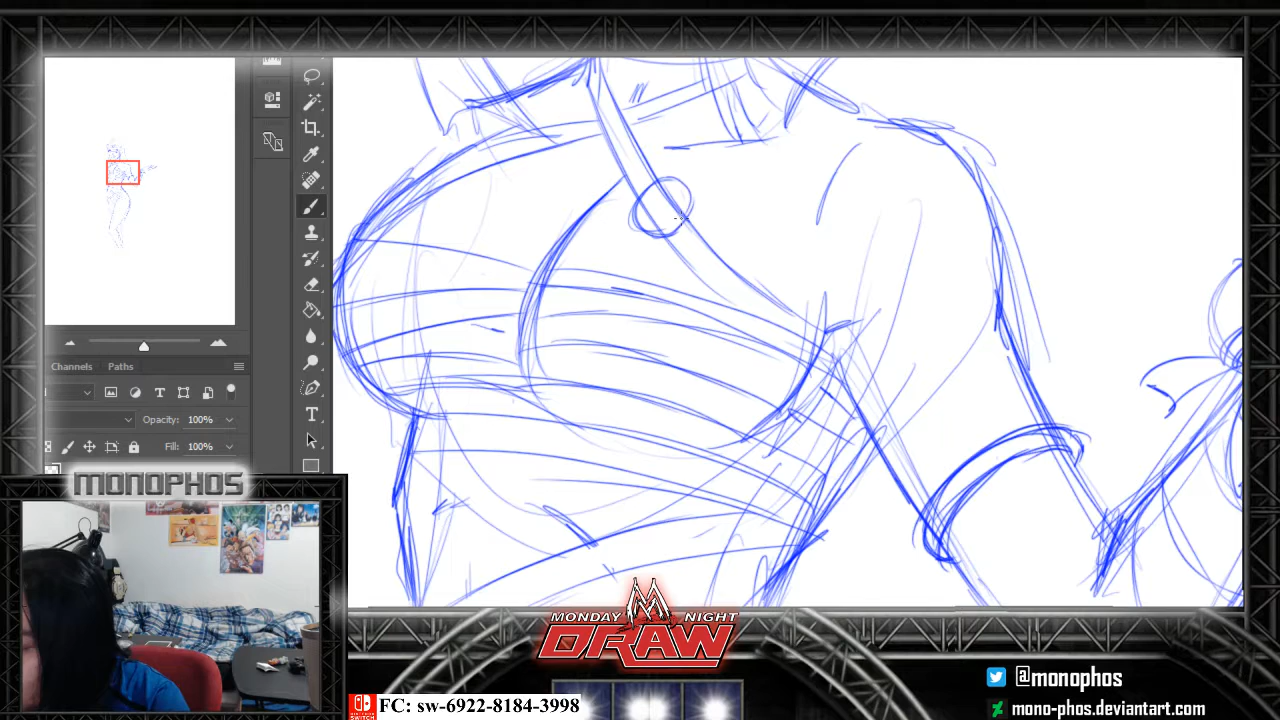 Channels Paths
Opacity: 100%
Fill: 100%
MONOPHOS
MONDAY NIGHT
DRAW
@monophos
FC: sw-6922-8184-3998
mono-phos.deviantart.com